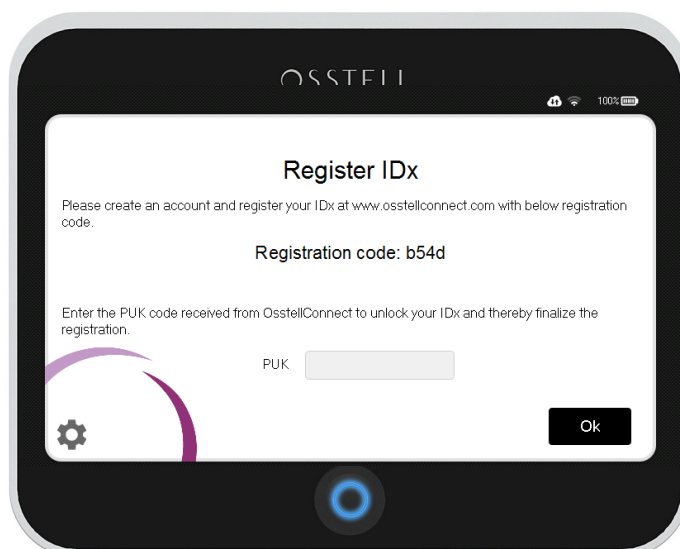 OSSTELL
100%
Register IDx
Please create an account and register your IDx at www.osstellconnect.com with below registration
code.
Registration code: b54d
Enter the PUK code received from OsstellConnect to unlock your IDx and thereby finalize the
registration.
PUK
Ok